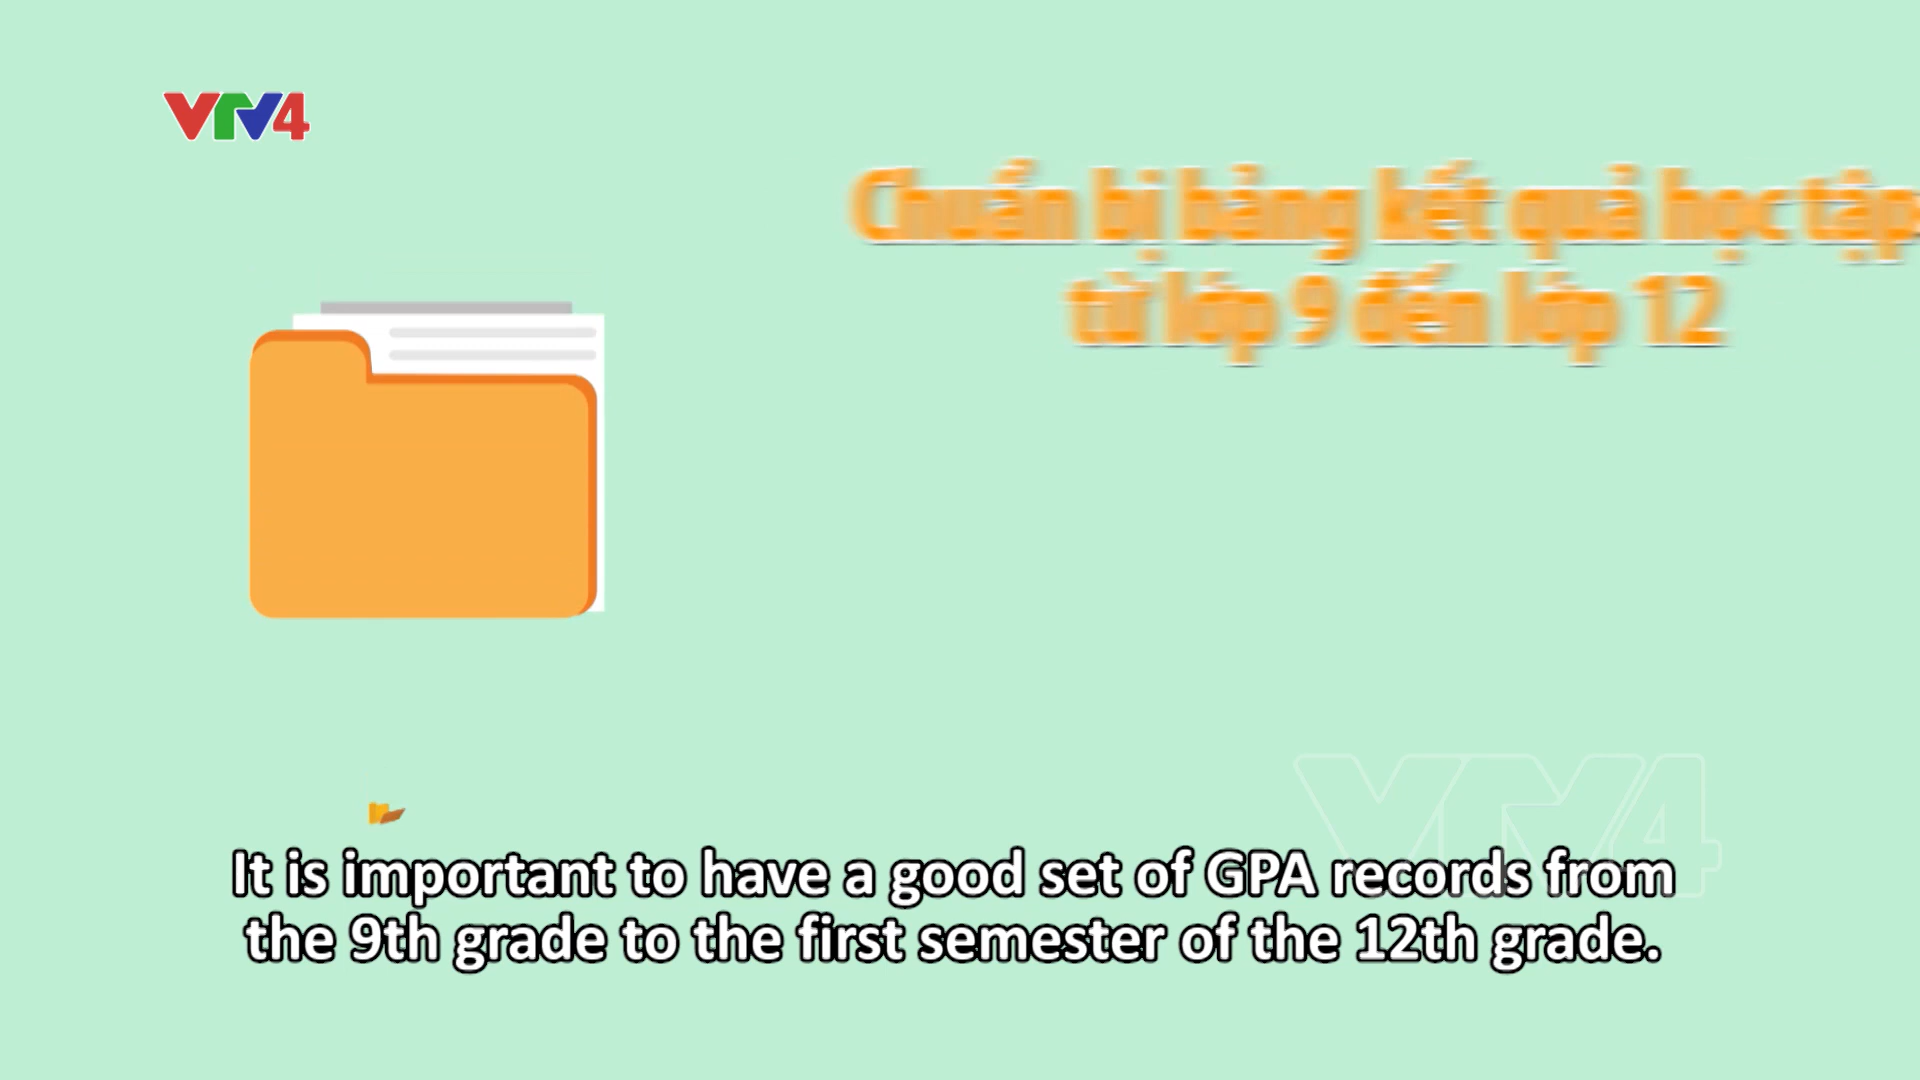 VTV4
Chuẩn bị bảng kết quả học tập
từ lớp 9 đến lớp 12
VTV4
It is important to have a good set of GPA records from
the 9th grade to the first semester of the 12th grade.